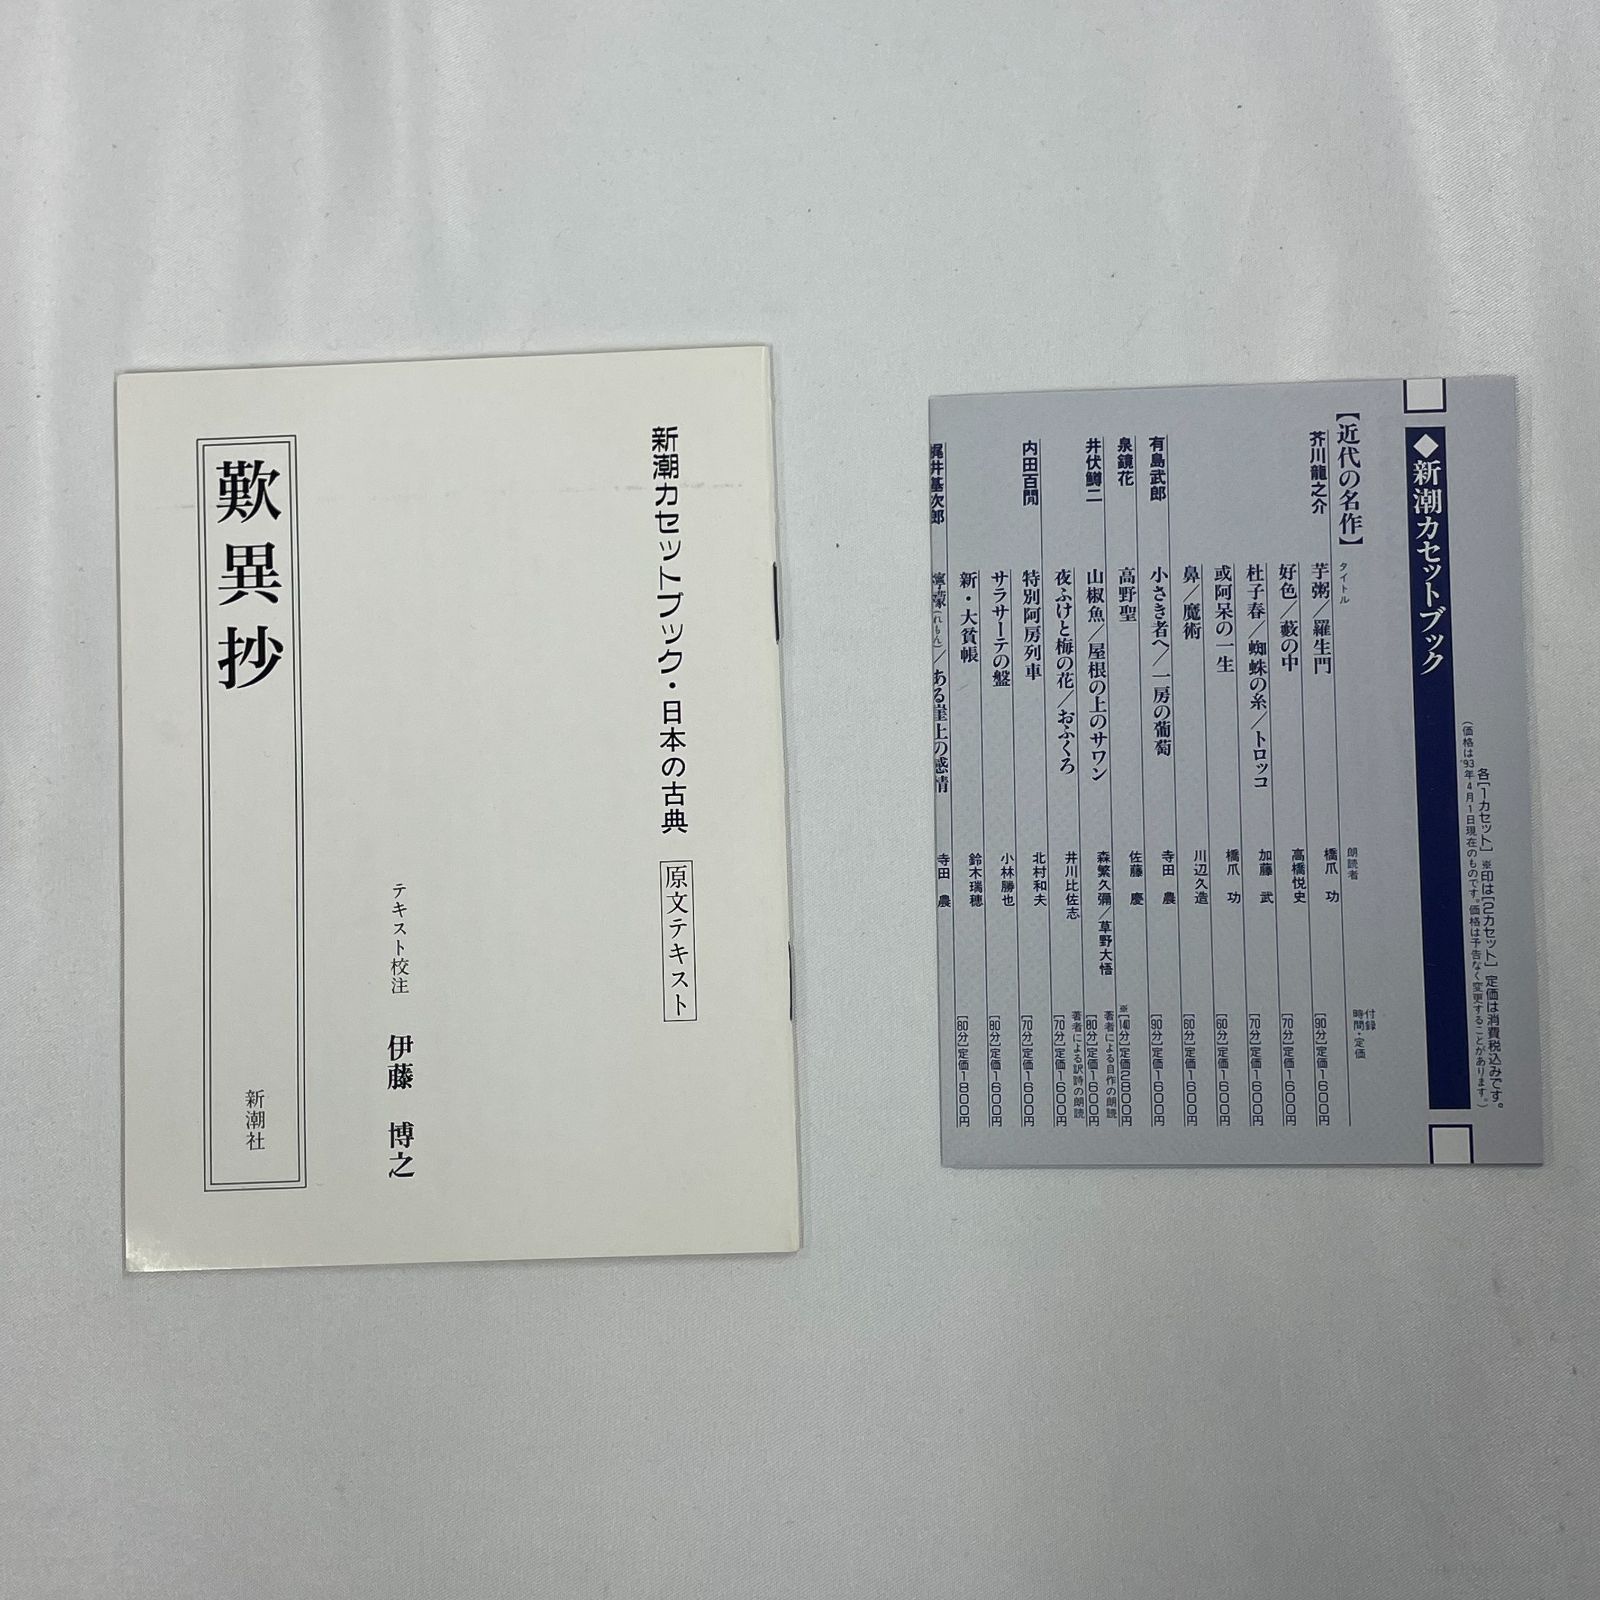 新潮カセットブック・日本の古典 原文テキスト
テキスト校注 伊藤 博之
歎異抄
新潮社
各[1カセット] ※印は[2カセット] 定価は消費税込みです。
(価格は'93年4月1日現在のものです。価格は予告なく変更することがあります。)
◆新潮カセットブック
【近代の名作】
タイトル 朗読者 付録 時間・定価
芥川龍之介 芋粥/羅生門 橋爪 功 [90分]定価1600円
好色/藪の中 高橋悦史 [70分]定価1600円
杜子春/蜘蛛の糸/トロッコ 加藤 武 [70分]定価1600円
或阿呆の一生 橋爪 功 [60分]定価1600円
鼻/魔術 川辺久造 [60分]定価1600円
有島武郎 小さき者へ/一房の葡萄 寺田 農 [90分]定価1600円
泉鏡花 高野聖 佐藤 慶 ※[140分]定価2800円
井伏鱒二 山椒魚/屋根の上のサワン 森繁久彌/草野大悟 著者による自作の朗読 [80分]定価1600円
夜ふけと梅の花/おふくろ 井川比佐志 著者による訳詩の朗読 [70分]定価1600円
内田百閒 特別阿房列車 北村和夫 [70分]定価1600円
サラサーテの盤 小林勝也 [80分]定価1600円
新・大貧帳 鈴木瑞穂 [80分]定価1800円
梶井基次郎 檸檬(れもん)/ある崖上の感情 寺田 農